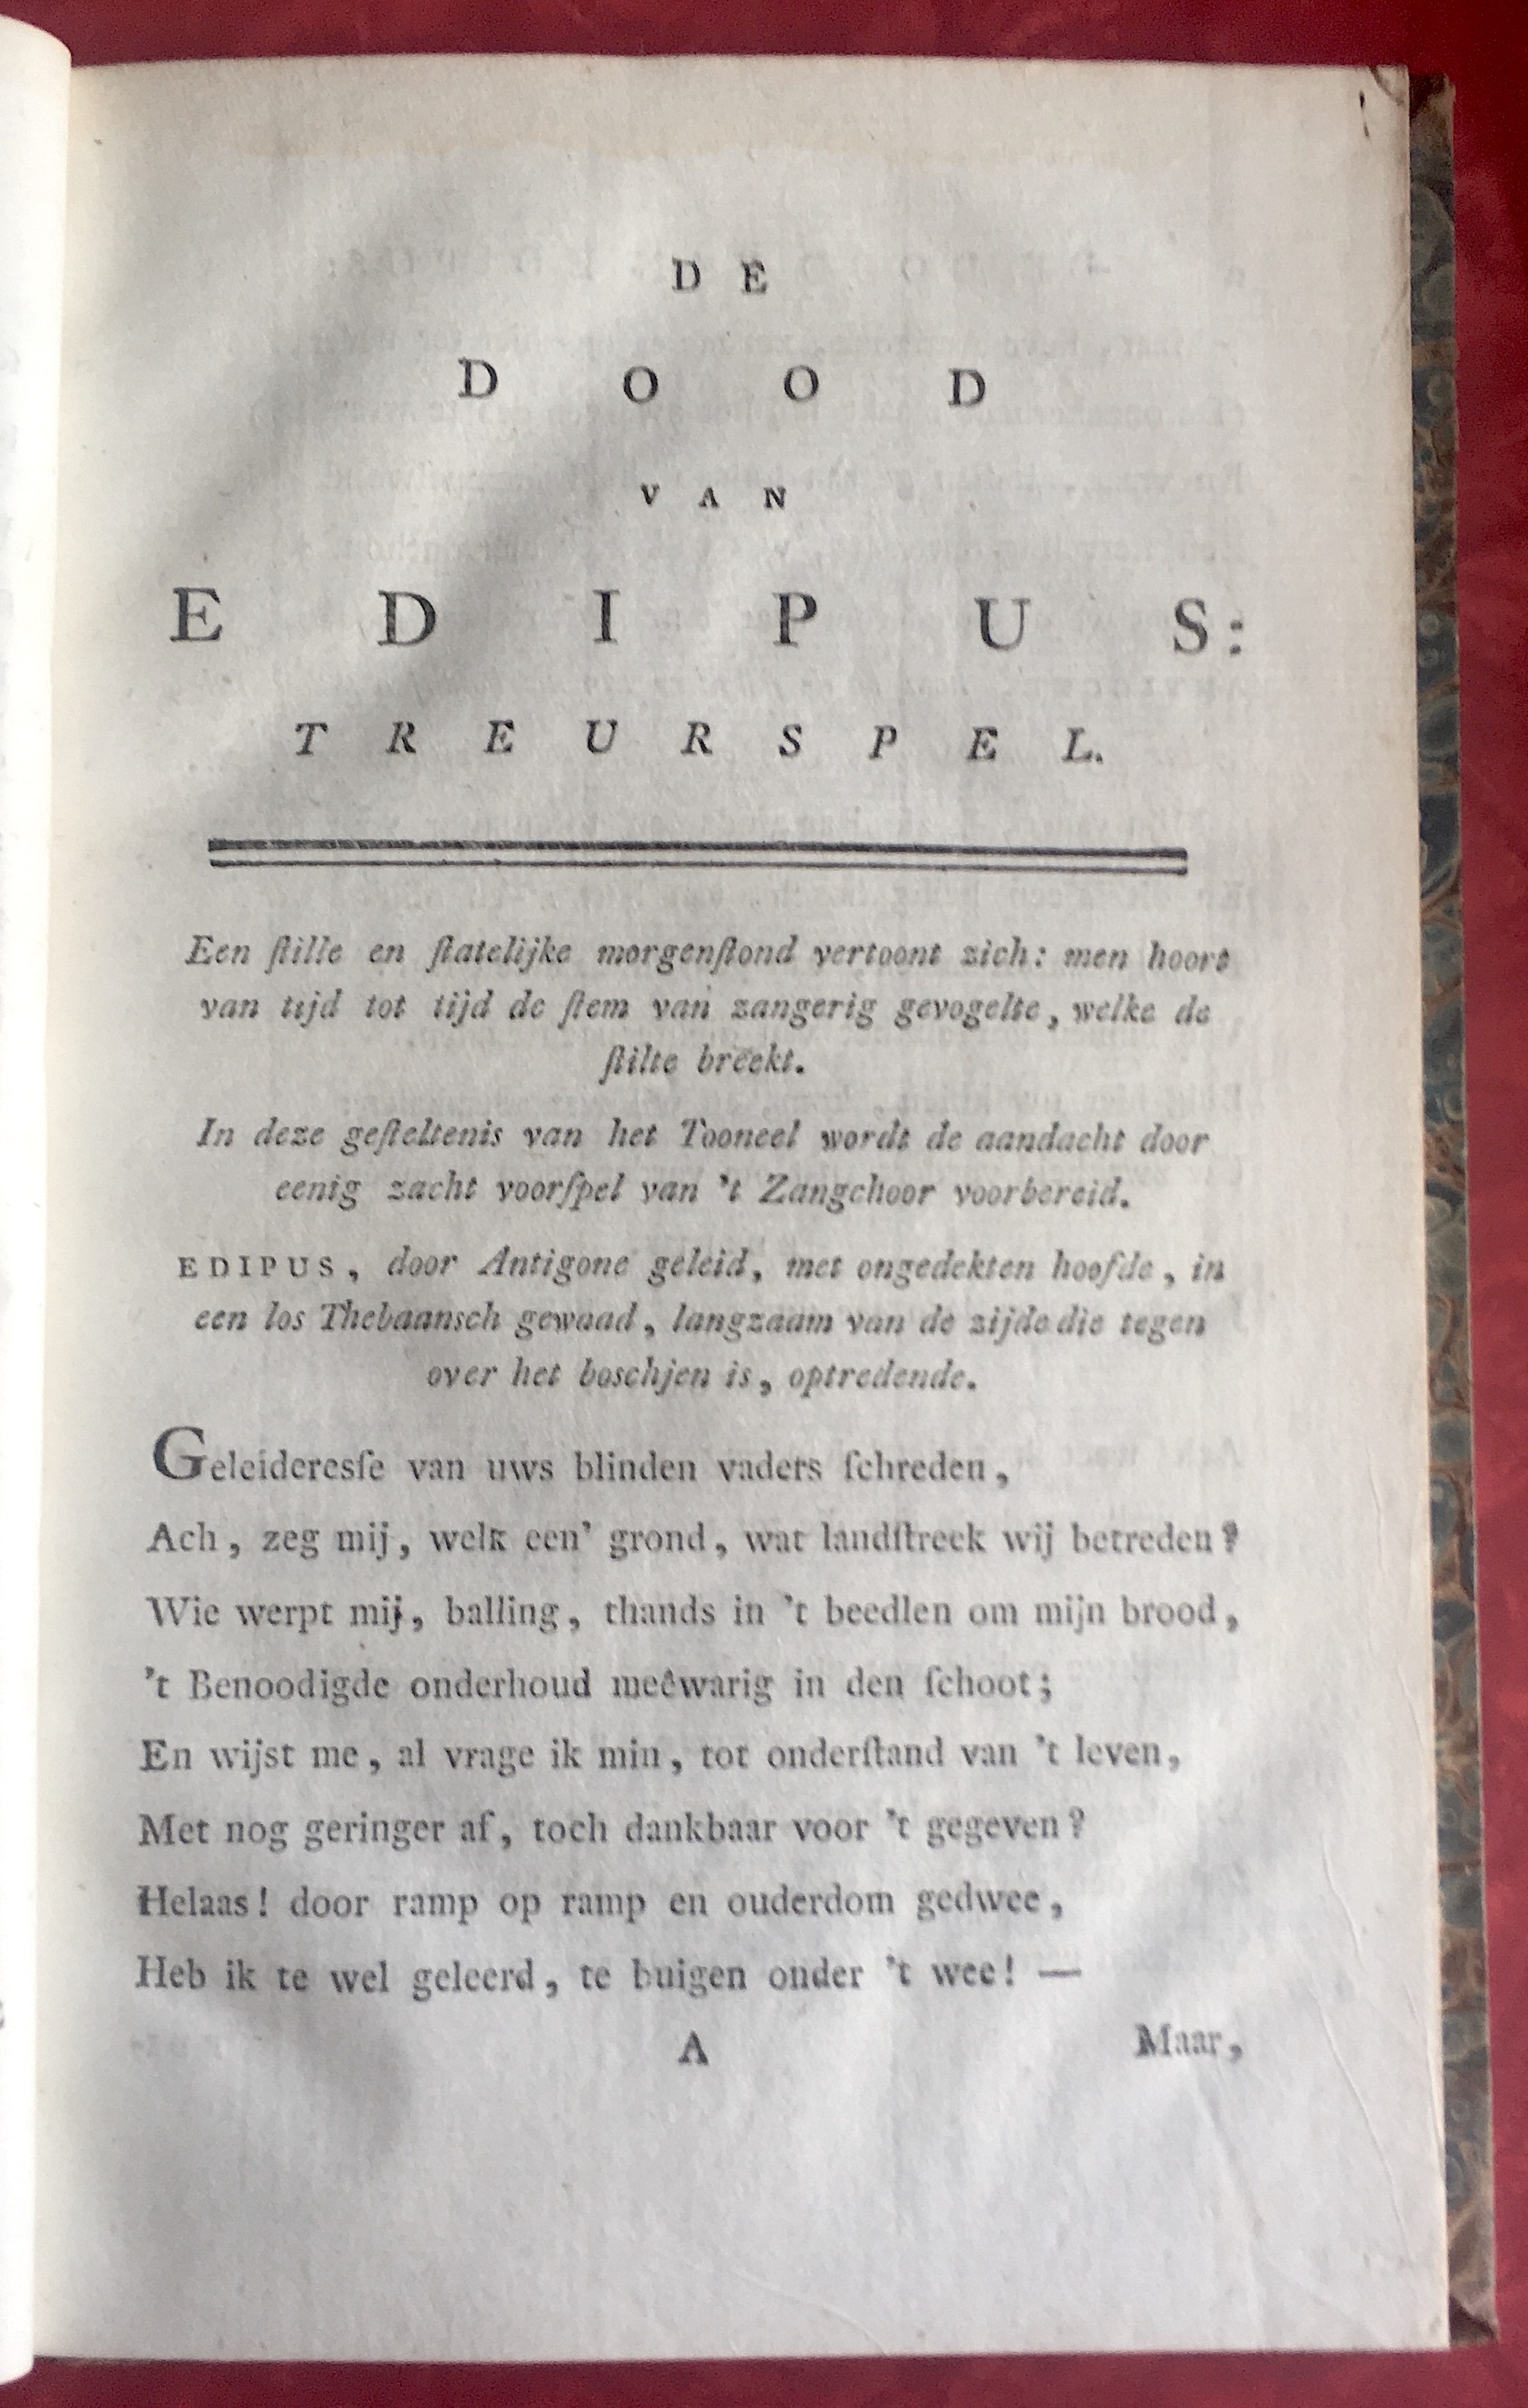 DE
DOOD
VAN
EDIPUS:
TREURSPEL.
Een ſtille en ſtatelijke morgenſtond vertoont zich: men hoort
van tijd tot tijd de ſtem van zangerig gevogelte, welke de
ſtilte breekt.
In deze geſteltenis van het Tooneel wordt de aandacht door
eenig zacht voorſpel van 't Zangchoor voorbereid.
EDIPUS, door Antigone geleid, met ongedekten hoofde, in
een los Thebaansch gewaad, langzaam van de zijde die tegen
over het boschjen is, optredende.
Geleideresſe van uws blinden vaders ſchreden,
Ach, zeg mij, welk een' grond, wat landſtreek wij betreden?
Wie werpt mij, balling, thands in 't beedlen om mijn brood,
't Benoodigde onderhoud meêwarig in den ſchoot;
En wijst me, al vrage ik min, tot onderſtand van 't leven,
Met nog geringer af, toch dankbaar voor 't gegeven?
Helaas! door ramp op ramp en ouderdom gedwee,
Heb ik te wel geleerd, te buigen onder 't wee! —
A
Maar,